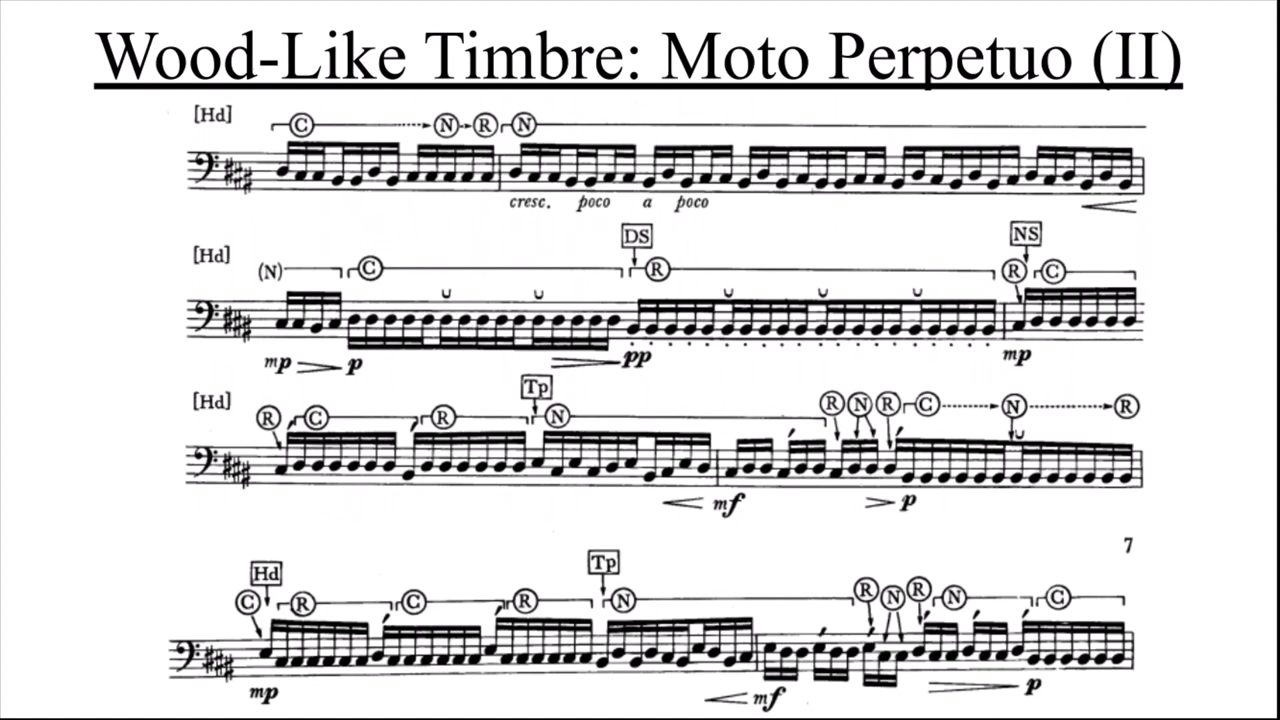 Wood-Like Timbre: Moto Perpetuo (II)
[Hd]
C N R N
cresc. poco a poco
DS NS
[Hd]
(N) C R R C
mp p pp mp
Tp
[Hd]
R C R N R N R C N R
mf p
7
Hd Tp
C R C R N R N R N C
mp mf p